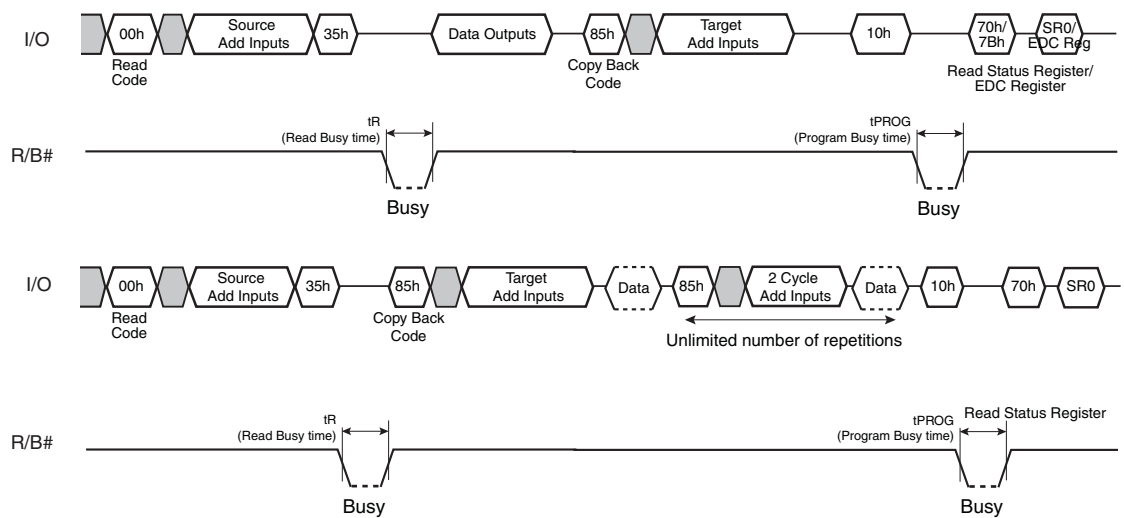 I/O
00h
Source
Add Inputs
35h
Data Outputs
85h
Target
Add Inputs
10h
70h/
7Bh
SR0/
EDC Reg
Read
Code
Copy Back
Code
Read Status Register/
EDC Register
R/B#
tR
(Read Busy time)
tPROG
(Program Busy time)
Busy
Busy
I/O
00h
Source
Add Inputs
35h
85h
Target
Add Inputs
Data
85h
2 Cycle
Add Inputs
Data
10h
70h
SR0
Read
Code
Copy Back
Code
Unlimited number of repetitions
R/B#
tR
(Read Busy time)
tPROG
(Program Busy time)
Read Status Register
Busy
Busy